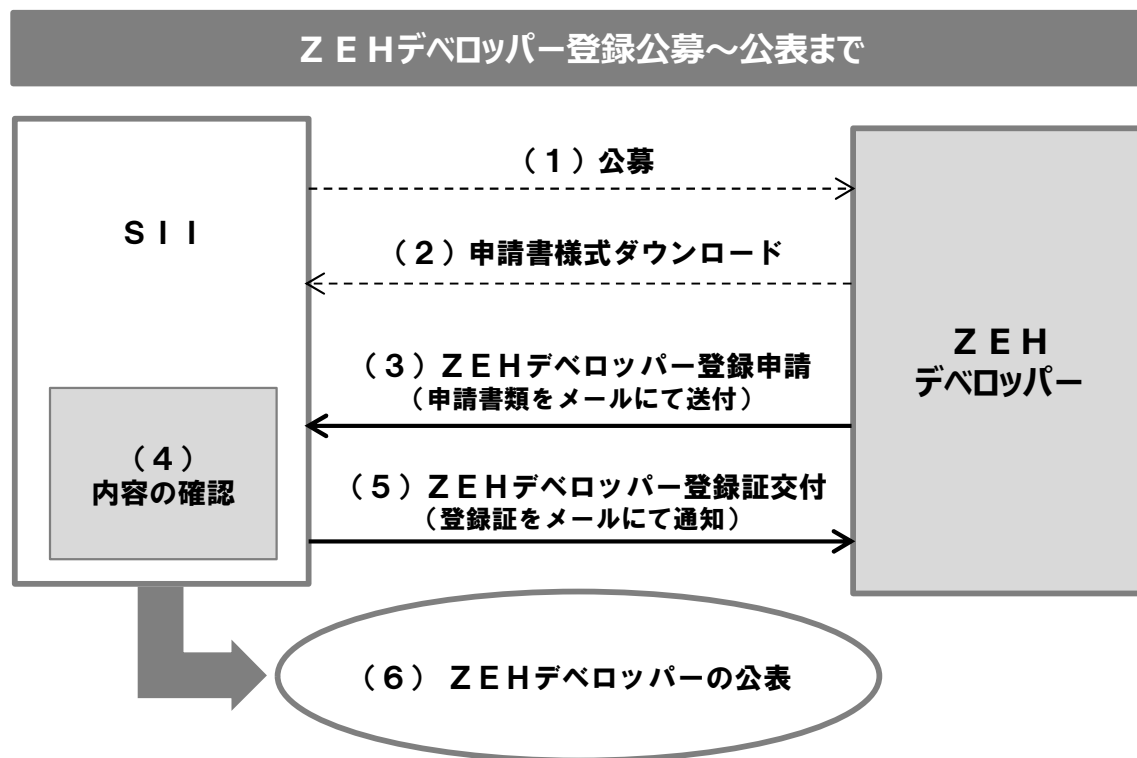 ＺＥＨデベロッパー登録公募～公表まで
ＳＩＩ
（１）公募
（２）申請書様式ダウンロード
（３）ＺＥＨデベロッパー登録申請
（申請書類をメールにて送付）
（４）
内容の確認
（５）ＺＥＨデベロッパー登録証交付
（登録証をメールにて通知）
ＺＥＨ
デベロッパー
（６） ＺＥＨデベロッパーの公表